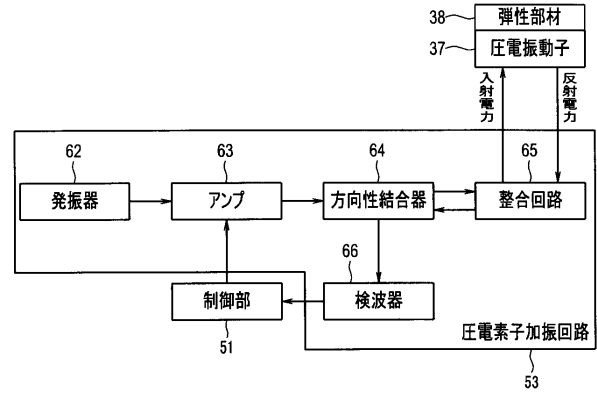 38
弾性部材
37
圧電振動子
入射電力
反射電力
62
63
64
65
発振器
アンプ
方向性結合器
整合回路
66
制御部
検波器
51
圧電素子加振回路
53